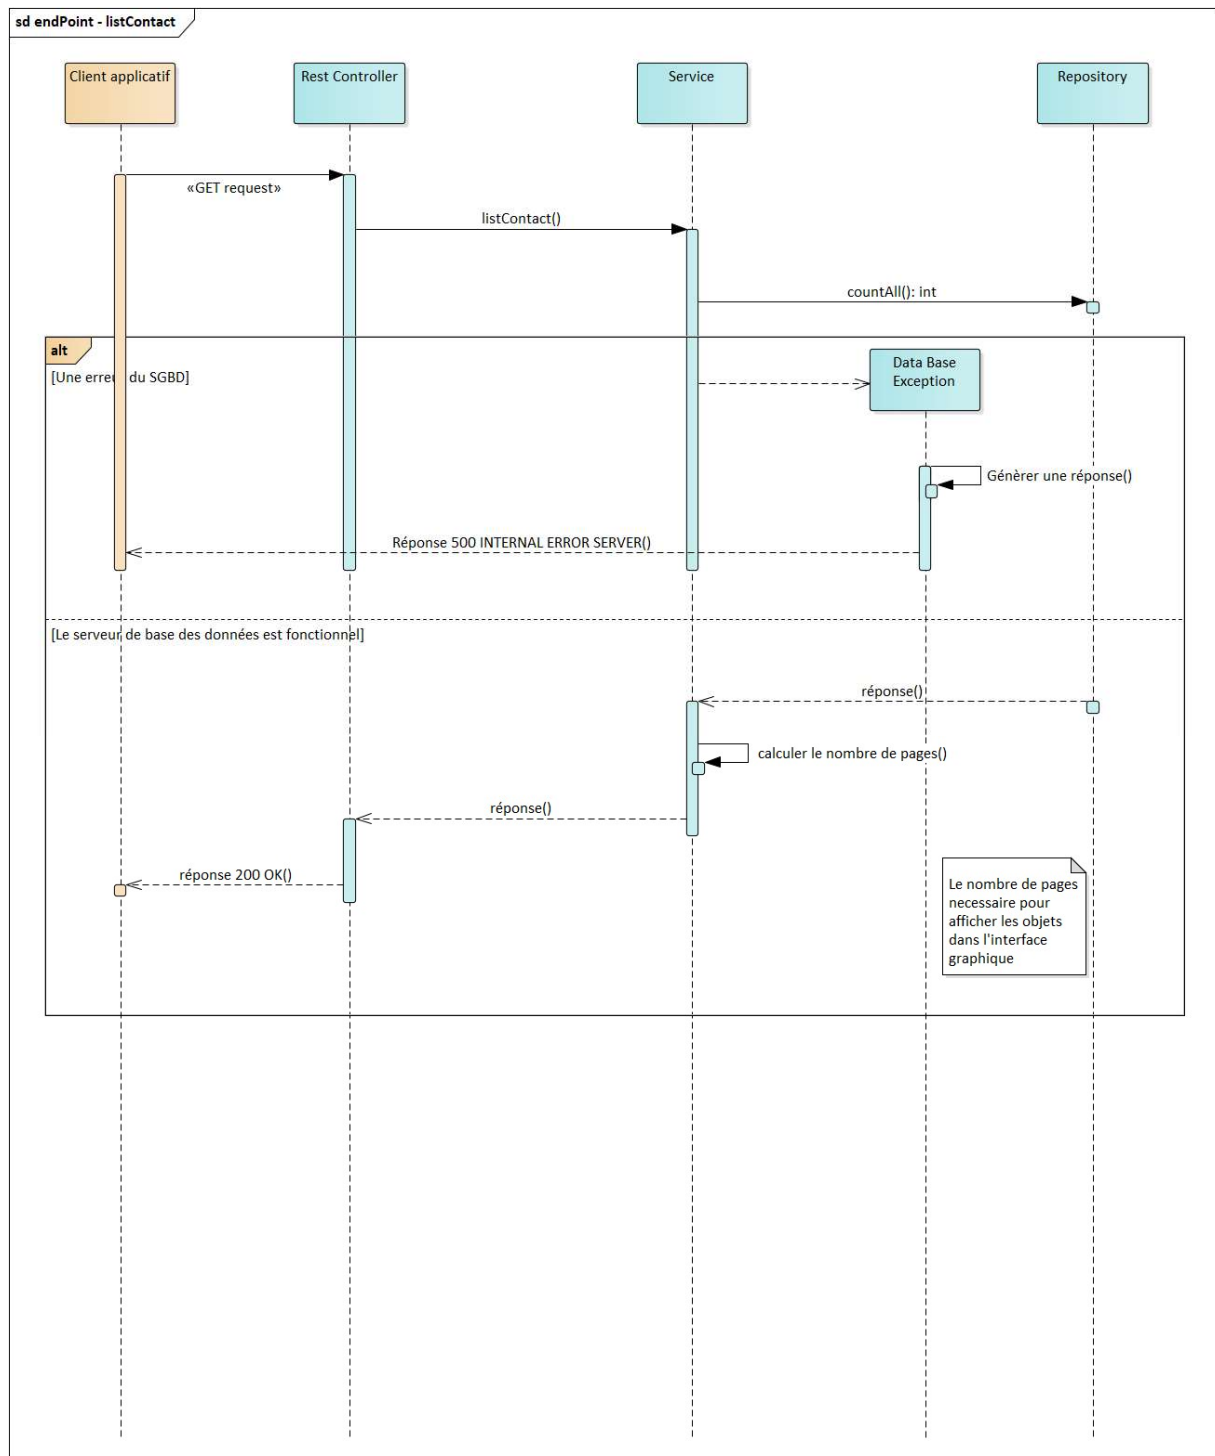 sd endPoint - listContact
Client applicatif
Rest Controller
Service
Repository
«GET request»
listContact()
countAll(): int
alt
[Une erreur du SGBD]
Data Base
Exception
Génèrer une réponse()
Réponse 500 INTERNAL ERROR SERVER()
[Le serveur de base des données est fonctionnel]
réponse()
calculer le nombre de pages()
réponse()
réponse 200 OK()
Le nombre de pages
necessaire pour
afficher les objets
dans l'interface
graphique